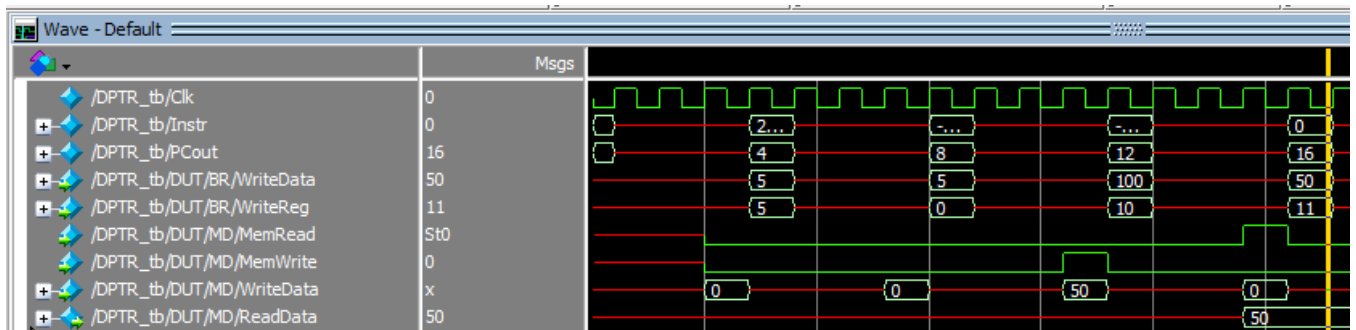 Wave - Default
Msgs
/DPTR_tb/Clk 0
/DPTR_tb/Instr 0 2... -... -... 0
/DPTR_tb/PCout 16 4 8 12 16
/DPTR_tb/DUT/BR/WriteData 50 5 5 100 50
/DPTR_tb/DUT/BR/WriteReg 11 5 0 10 11
/DPTR_tb/DUT/MD/MemRead St0
/DPTR_tb/DUT/MD/MemWrite 0
/DPTR_tb/DUT/MD/WriteData x 0 0 50 0
/DPTR_tb/DUT/MD/ReadData 50 50